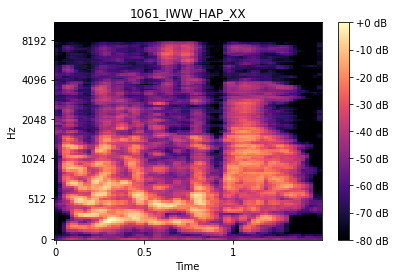 1061_IWW_HAP_XX
+0 dB
8192
-10 dB
4096
-20 dB
-30 dB
2048
-40 dB
Hz
1024
-50 dB
-60 dB
512
-70 dB
0
-80 dB
0
0.5
1
Time